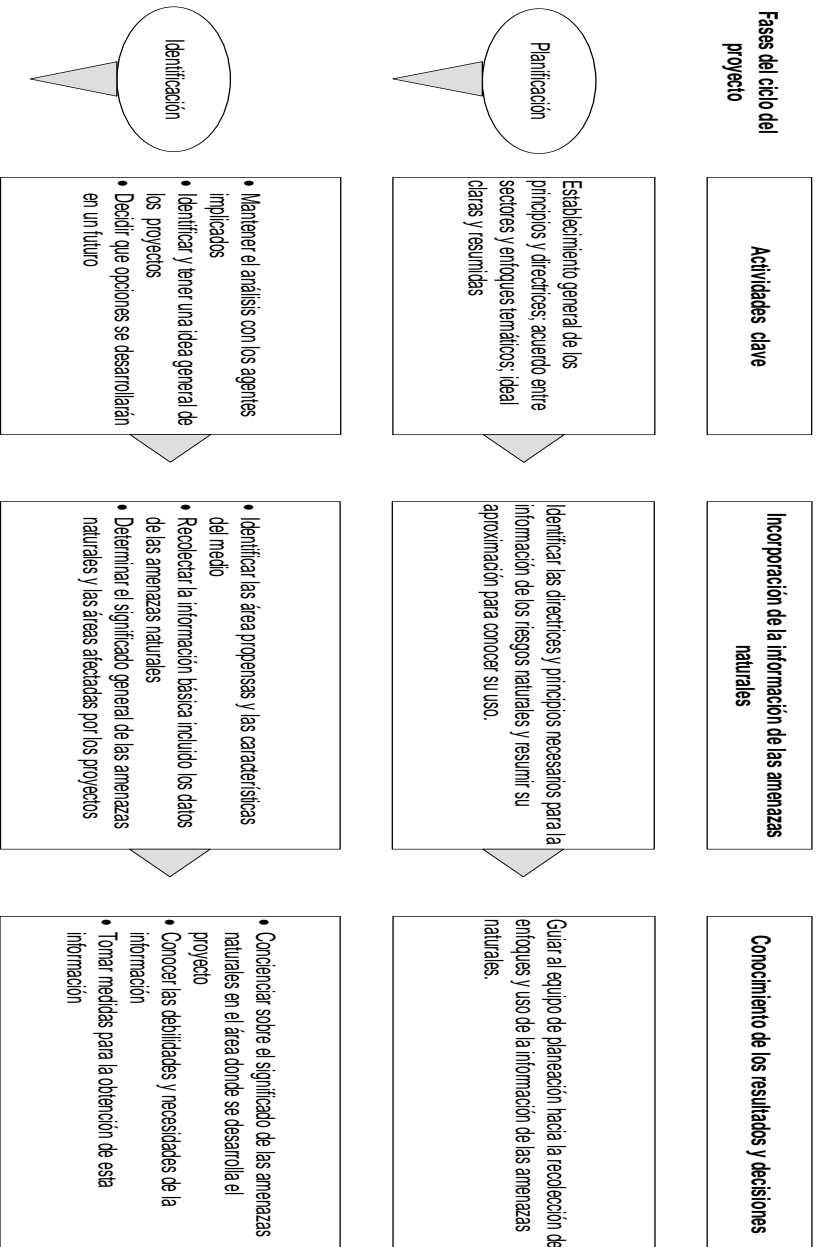 Fases del ciclo del
proyecto
Actividades clave
Incorporación de la información de las amenazas
naturales
Conocimiento de los resultados y decisiones
Planificación
Establecimiento general de los
principios y directrices; acuerdo entre
sectores y enfoques temáticos; ideal
claras y resumidas
Identificar las directrices y principios necesarios para la
información de los riesgos naturales y resumir su
aproximación para conocer su uso.
Guiar al equipo de planeación hacia la recolección de
enfoques y uso de la información de las amenazas
naturales.
Identificación
• Mantener el análisis con los agentes
implicados
• Identificar y tener una idea general de
los proyectos
• Decidir que opciones se desarrollarán
en un futuro
• Identificar las área propensas y las características
del medio
• Recolectar la información básica incluido los datos
de las amenazas naturales
• Determinar el significado general de las amenazas
naturales y las áreas afectadas por los proyectos
• Concienciar sobre el significado de las amenazas
naturales en el área donde se desarrolla el
proyecto
• Conocer las debilidades y necesidades de la
información
• Tomar medidas para la obtención de esta
información